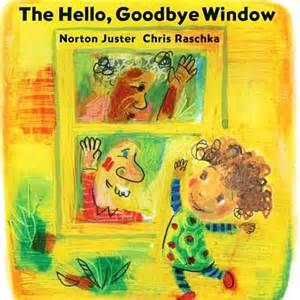 The Hello, Goodbye Window
Norton Juster Chris Raschka